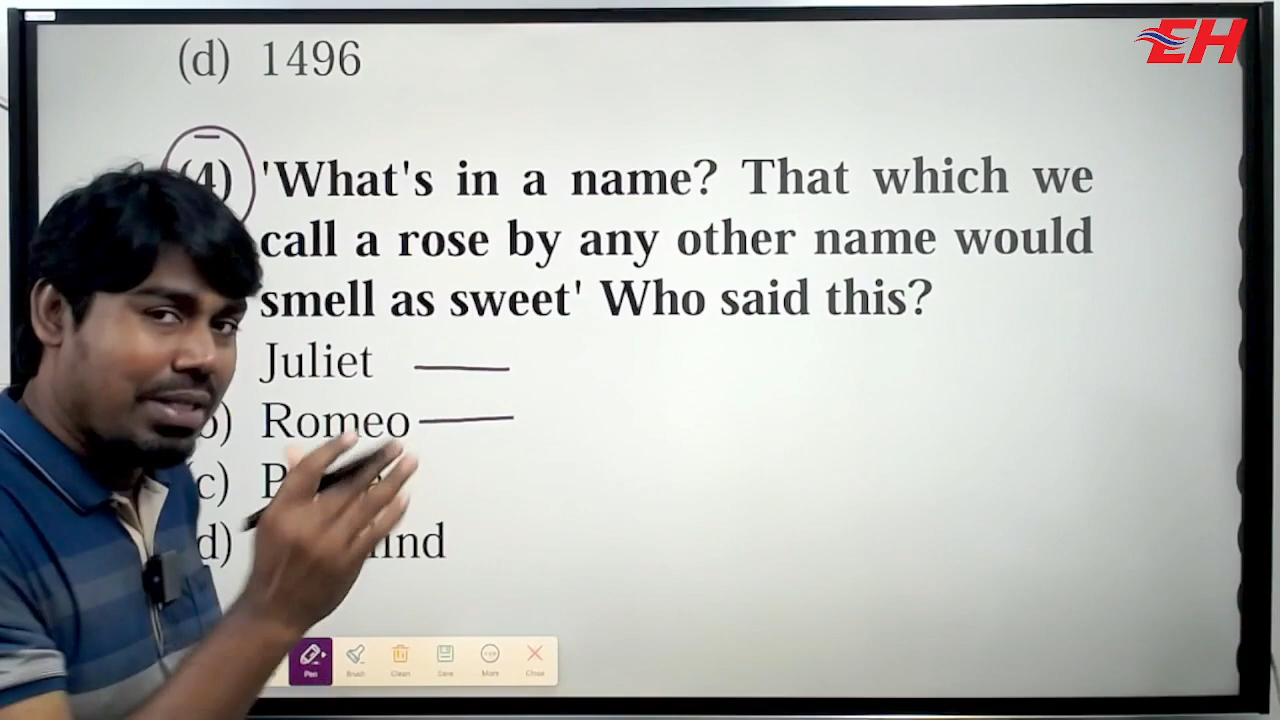 EH
(d) 1496
(4) 'What's in a name? That which we
call a rose by any other name would
smell as sweet' Who said this?
Juliet
Romeo
(c)
(d)
Pen
Brush
Clean
Save
More
Close